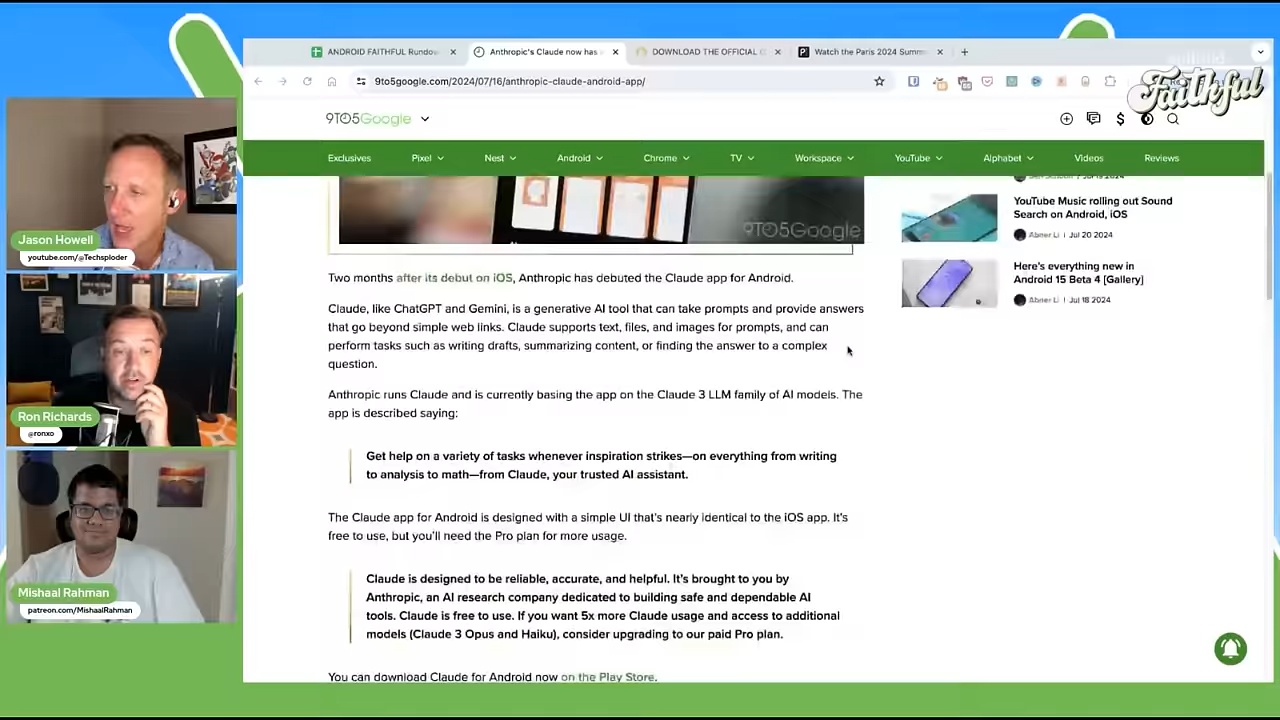 ANDROID FAITHFUL Rundow
Anthropic's Claude now has
DOWNLOAD THE OFFICIAL
Watch the Paris 2024 Summ
9to5google.com/2024/07/16/anthropic-claude-android-app/
Faithful
9TO5Google
Exclusives
Pixel
Nest
Android
Chrome
TV
Workspace
YouTube
Alphabet
Videos
Reviews
9TO5Google
Two months after its debut on iOS, Anthropic has debuted the Claude app for Android.
Claude, like ChatGPT and Gemini, is a generative AI tool that can take prompts and provide answers
that go beyond simple web links. Claude supports text, files, and images for prompts, and can
perform tasks such as writing drafts, summarizing content, or finding the answer to a complex
question.
Anthropic runs Claude and is currently basing the app on the Claude 3 LLM family of AI models. The
app is described saying:
Get help on a variety of tasks whenever inspiration strikes—on everything from writing
to analysis to math—from Claude, your trusted AI assistant.
The Claude app for Android is designed with a simple UI that's nearly identical to the iOS app. It's
free to use, but you'll need the Pro plan for more usage.
Claude is designed to be reliable, accurate, and helpful. It's brought to you by
Anthropic, an AI research company dedicated to building safe and dependable AI
tools. Claude is free to use. If you want 5x more Claude usage and access to additional
models (Claude 3 Opus and Haiku), consider upgrading to our paid Pro plan.
You can download Claude for Android now on the Play Store.
YouTube Music rolling out Sound
Search on Android, iOS
Abner Li | Jul 20 2024
Here's everything new in
Android 15 Beta 4 [Gallery]
Abner Li | Jul 18 2024
Jason Howell
youtube.com/@Techsploder
Ron Richards
@ronxo
Mishaal Rahman
patreon.com/MishaalRahman